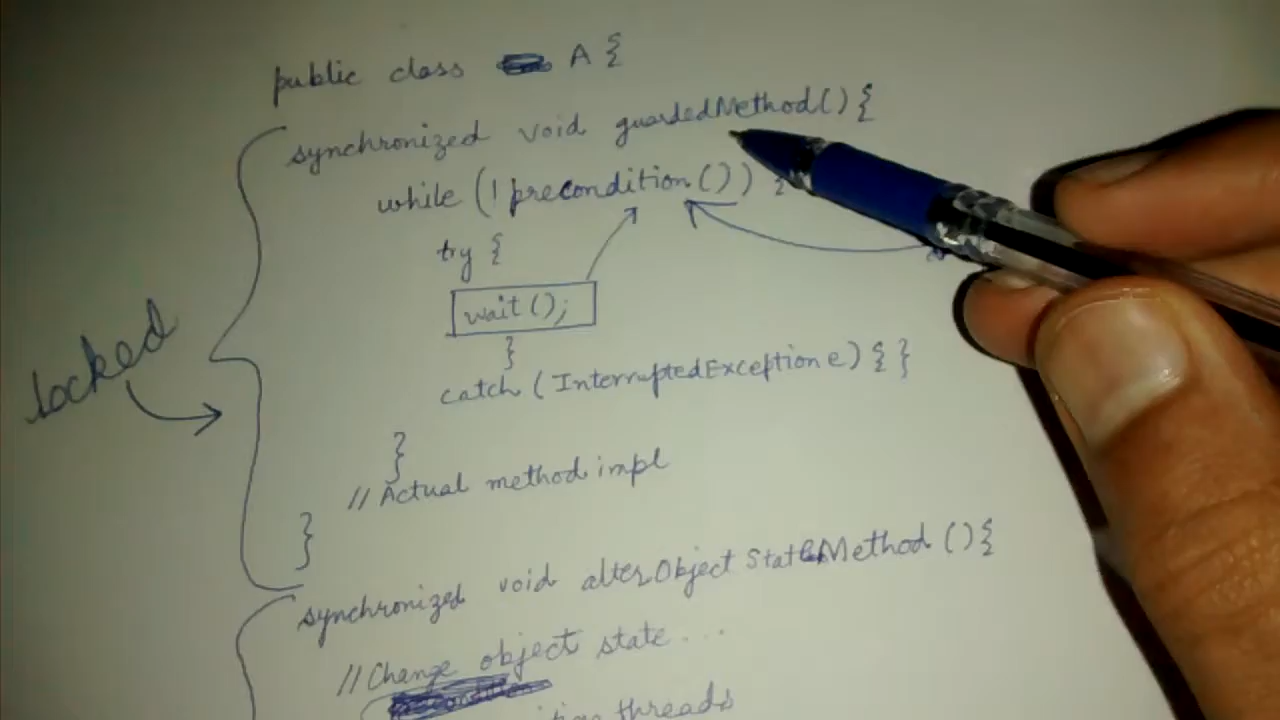 public class A {
synchronized void guardedMethod() {
while (! precondition()) {
try {
wait();
}
catch (InterruptedException e) { }
}
// Actual method impl
}
locked
synchronized void alterObjectStateMethod () {
// Change object state ...
threads